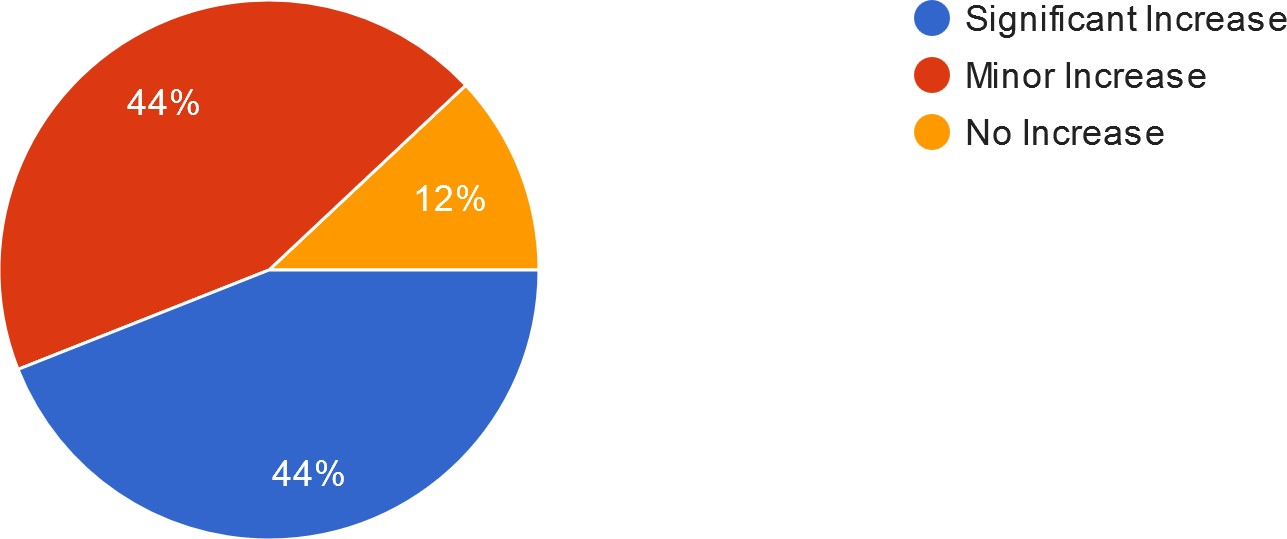 Significant Increase
44%
Minor Increase
No Increase
12%
44%